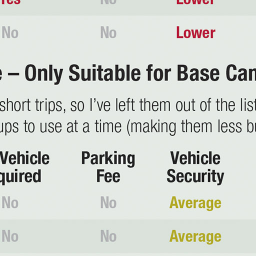 Yes No Lower
No No Lower
– Only Suitable for Base Cam
short trips, so I've left them out of the list
ups to use at a time (making them less b
Vehicle Parking Vehicle
quired Fee Security
No No Average
No No Average